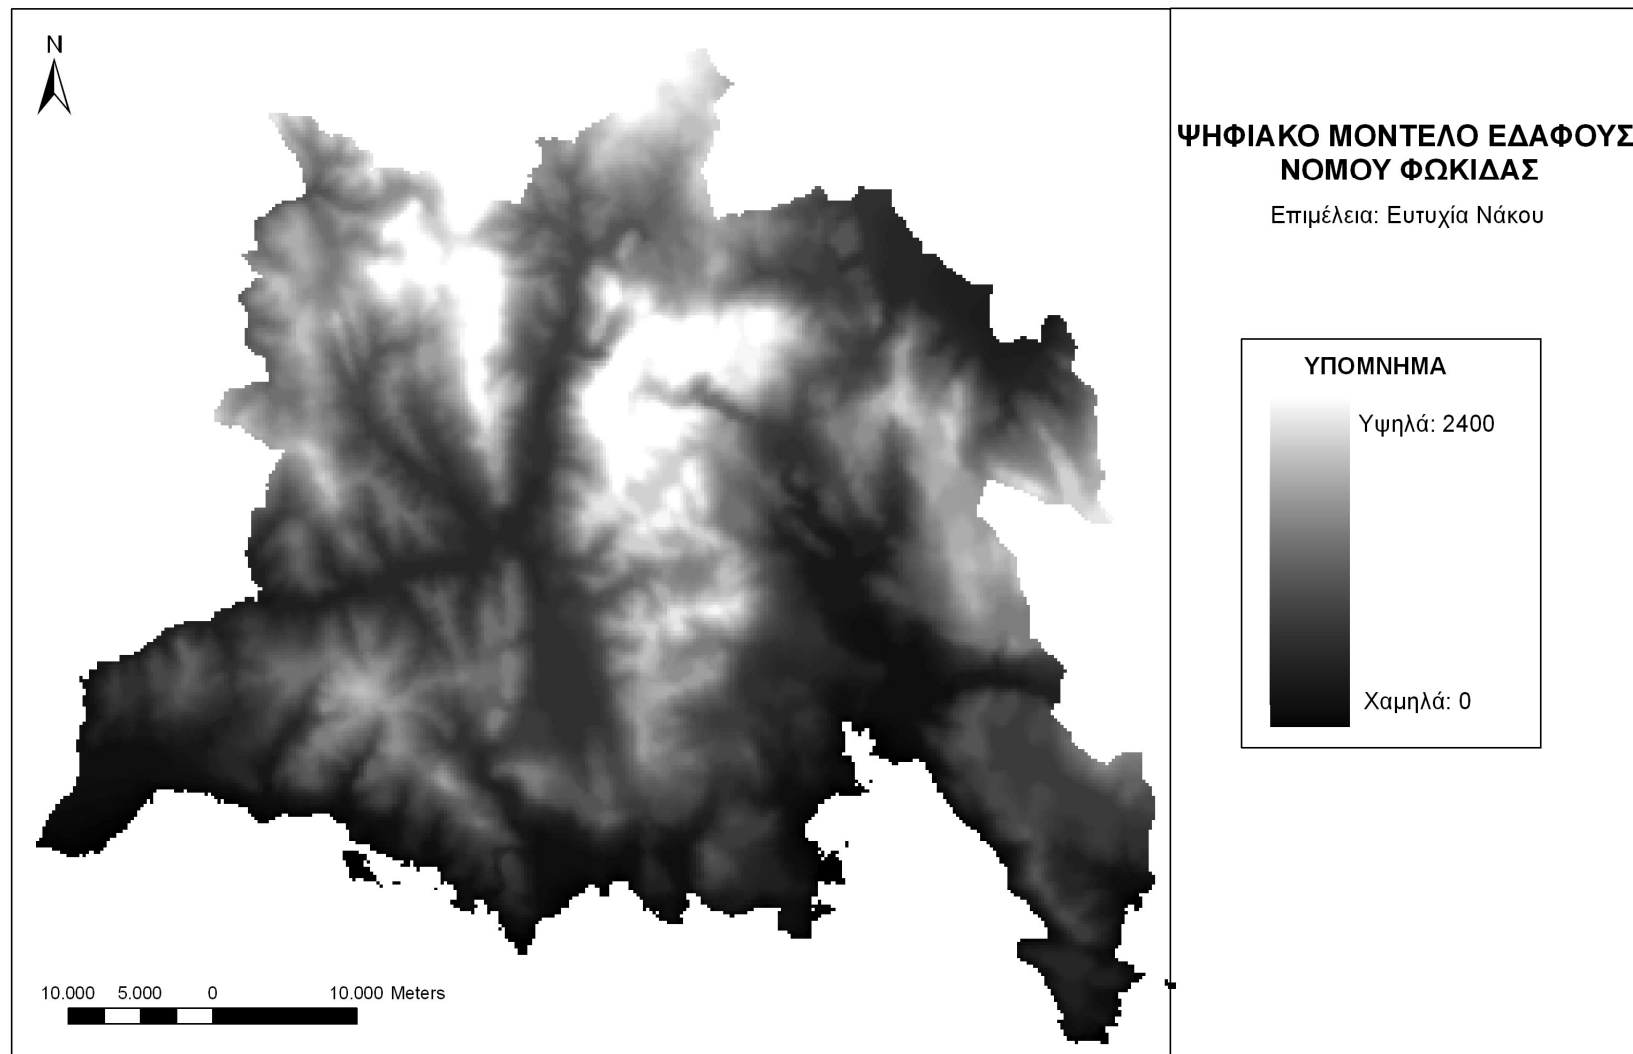 N
ΨΗΦΙΑΚΟ ΜΟΝΤΕΛΟ ΕΔΑΦΟΥΣ
ΝΟΜΟΥ ΦΩΚΙΔΑΣ
Επιμέλεια: Ευτυχία Νάκου
ΥΠΟΜΝΗΜΑ
Υψηλά: 2400
Χαμηλά: 0
10.000 5.000 0 10.000 Meters